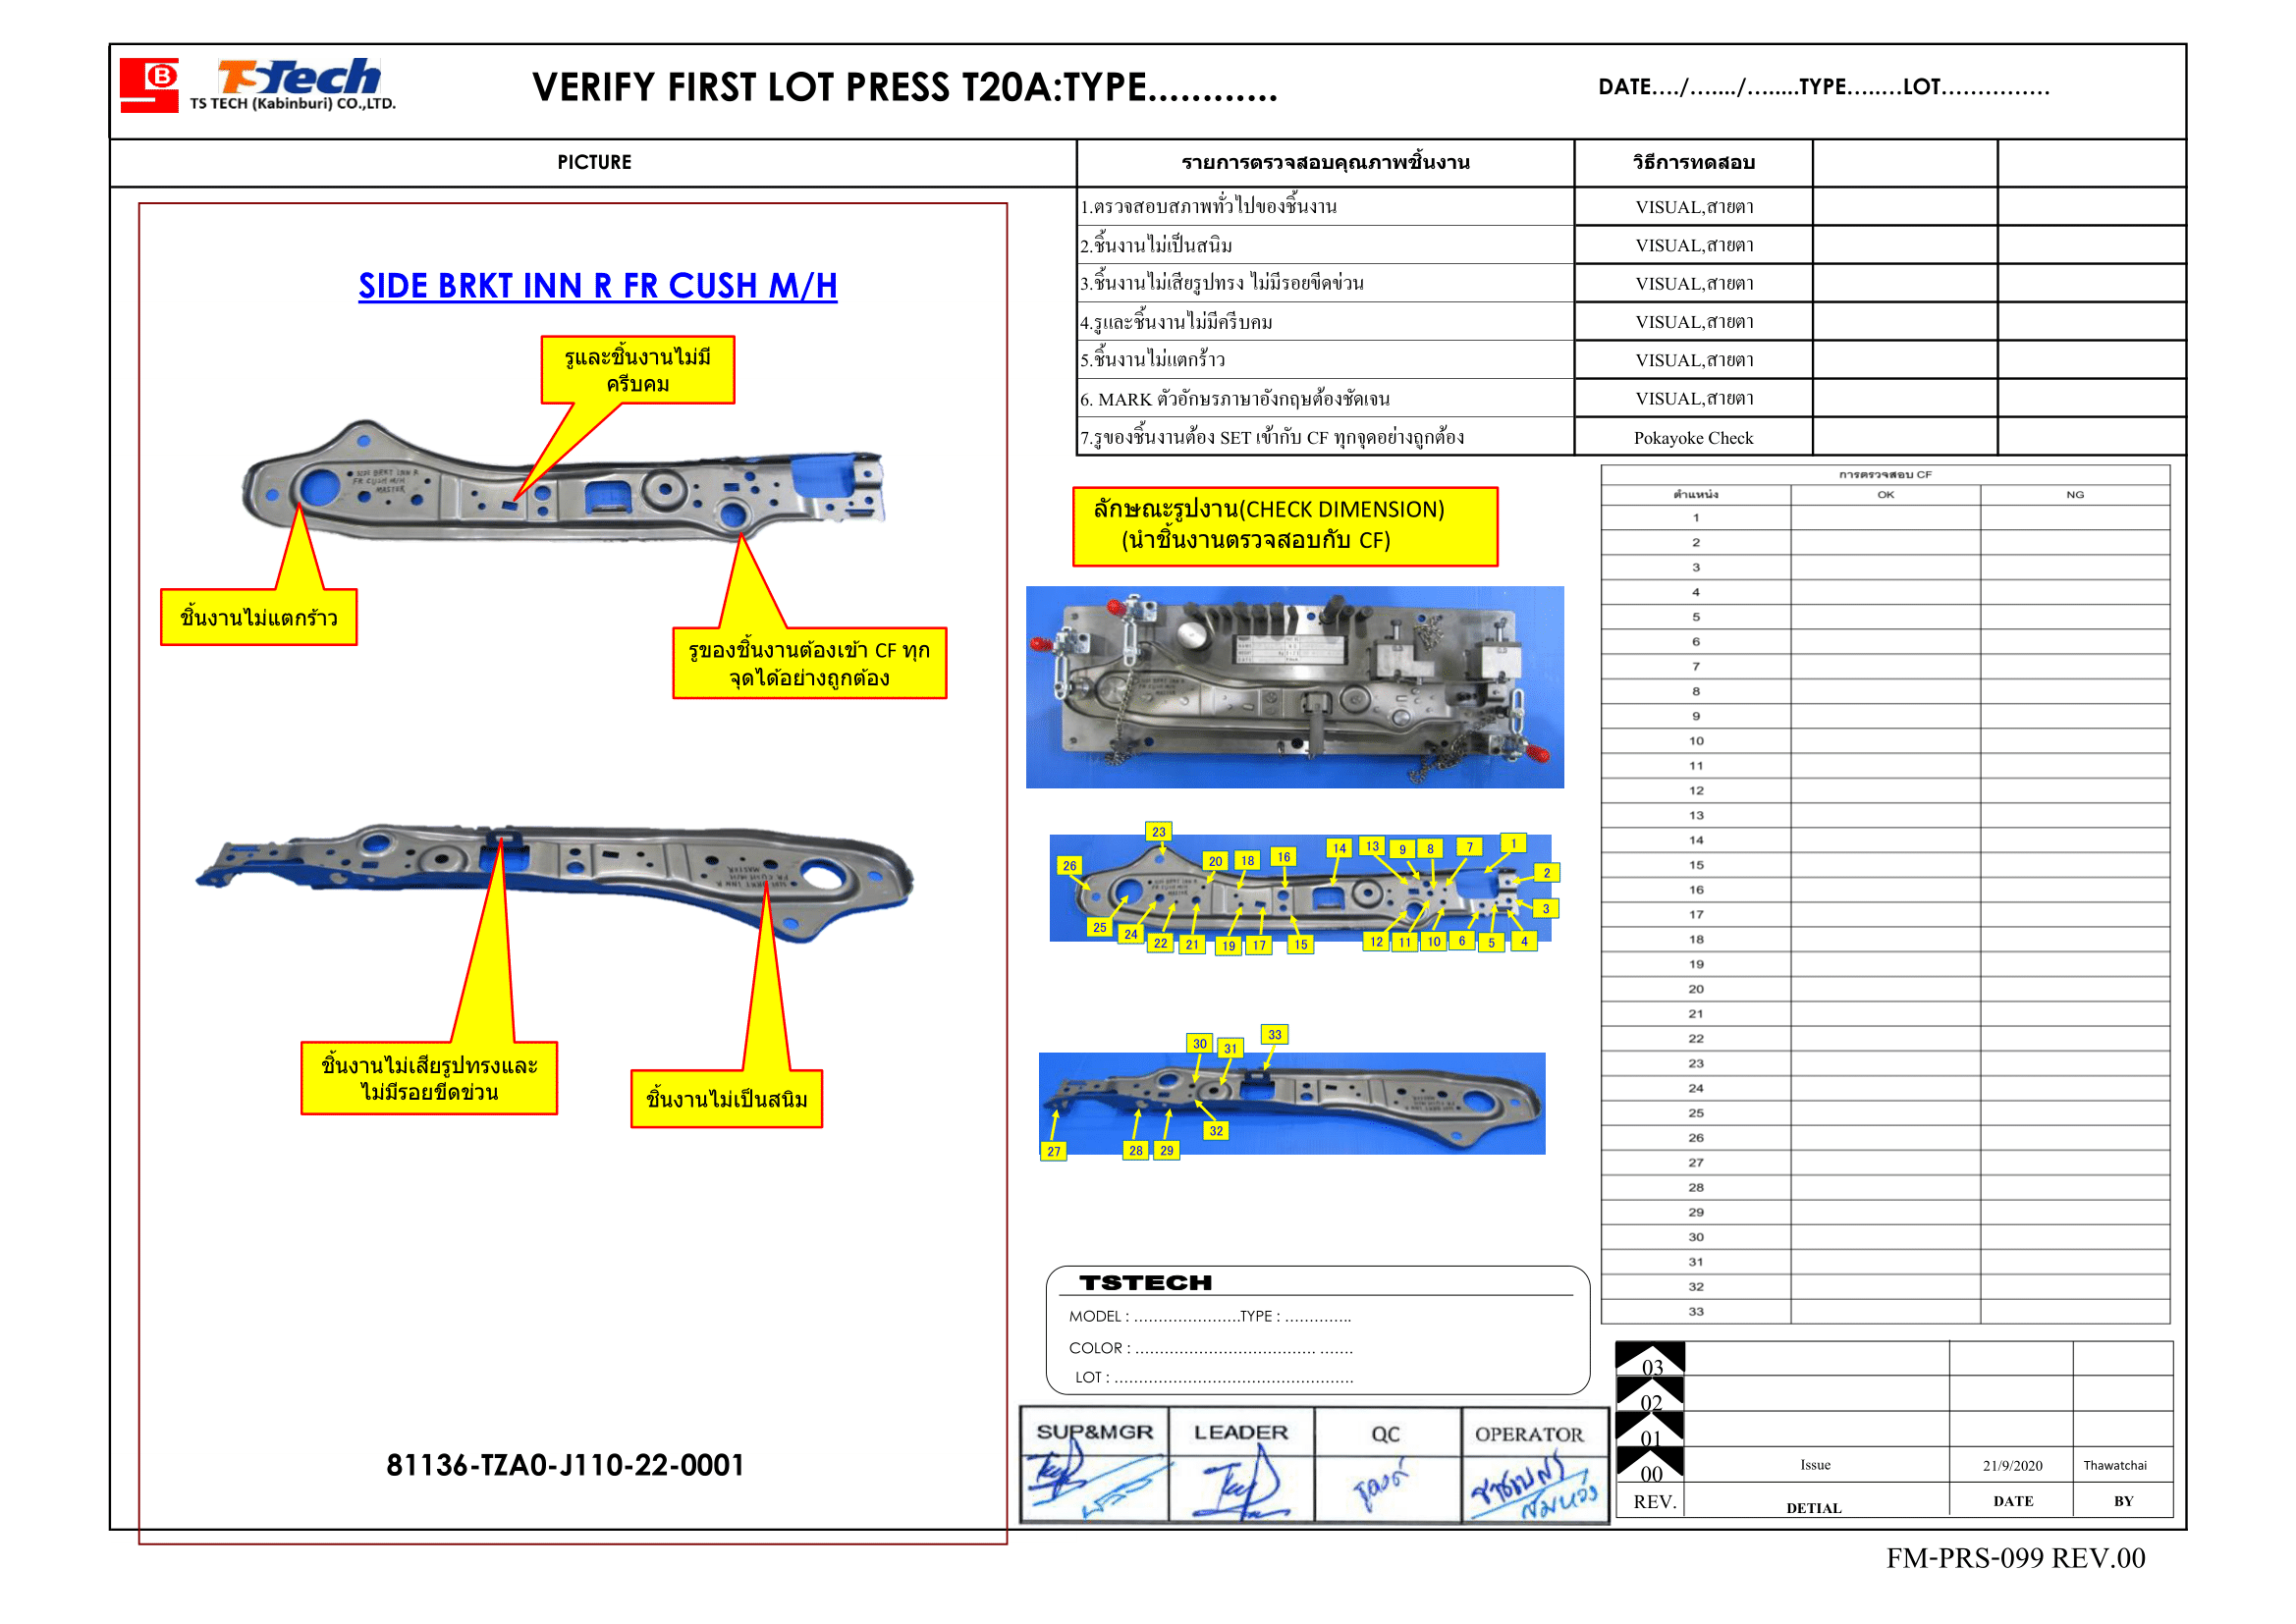 B
TSTech
TS TECH (Kabinburi) CO.,LTD.
VERIFY FIRST LOT PRESS T20A:TYPE............
DATE..../......./........TYPE........LOT...............
PICTURE
รายการตรวจสอบคุณภาพชิ้นงาน
วิธีการทดสอบ
1.ตรวจสอบสภาพทั่วไปของชิ้นงาน
VISUAL,สายตา
2.ชิ้นงานไม่เป็นสนิม
VISUAL,สายตา
3.ชิ้นงานไม่เสียรูปทรง ไม่มีรอยขีดข่วน
VISUAL,สายตา
4.รูและชิ้นงานไม่มีครีบคม
VISUAL,สายตา
5.ชิ้นงานไม่แตกร้าว
VISUAL,สายตา
6. MARK ตัวอักษรภาษาอังกฤษต้องชัดเจน
VISUAL,สายตา
7.รูของชิ้นงานต้อง SET เข้ากับ CF ทุกจุดอย่างถูกต้อง
Pokayoke Check
SIDE BRKT INN R FR CUSH M/H
รูและชิ้นงานไม่มี
ครีบคม
SIDE BRKT INN R
FR CUSH M/H
MASTER
ชิ้นงานไม่แตกร้าว
รูของชิ้นงานต้องเข้า CF ทุก
จุดได้อย่างถูกต้อง
ชิ้นงานไม่เสียรูปทรงและ
ไม่มีรอยขีดข่วน
ชิ้นงานไม่เป็นสนิม
81136-TZA0-J110-22-0001
ลักษณะรูปงาน(CHECK DIMENSION)
(นำชิ้นงานตรวจสอบกับ CF)
23
26
20
18
16
14
13
9
8
7
1
2
3
25
24
22
21
19
17
15
12
11
10
6
5
4
30
31
33
32
27
28
29
การตรวจสอบ CF
ตำแหน่ง
OK
NG
1
2
3
4
5
6
7
8
9
10
11
12
13
14
15
16
17
18
19
20
21
22
23
24
25
26
27
28
29
30
31
32
33
TSTECH
MODEL : ......................TYPE : ..............
COLOR : ..................................... .......
LOT : .................................................
SUP&MGR
LEADER
QC
OPERATOR
03
02
01
00
Issue
21/9/2020
Thawatchai
REV.
DETIAL
DATE
BY
FM-PRS-099 REV.00